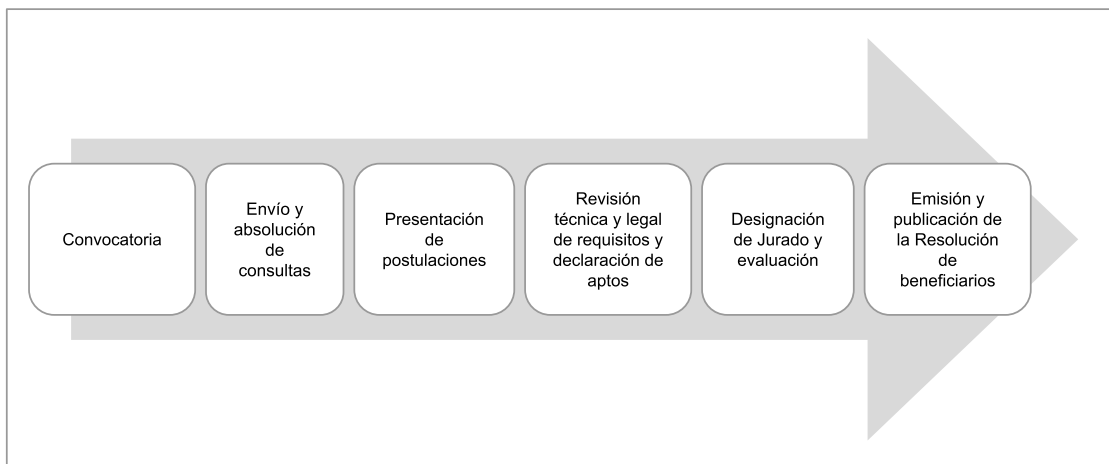 Convocatoria
Envío y
absolución
de
consultas
Presentación
de
postulaciones
Revisión
técnica y legal
de requisitos y
declaración de
aptos
Designación
de Jurado y
evaluación
Emisión y
publicación de
la Resolución
de
beneficiarios